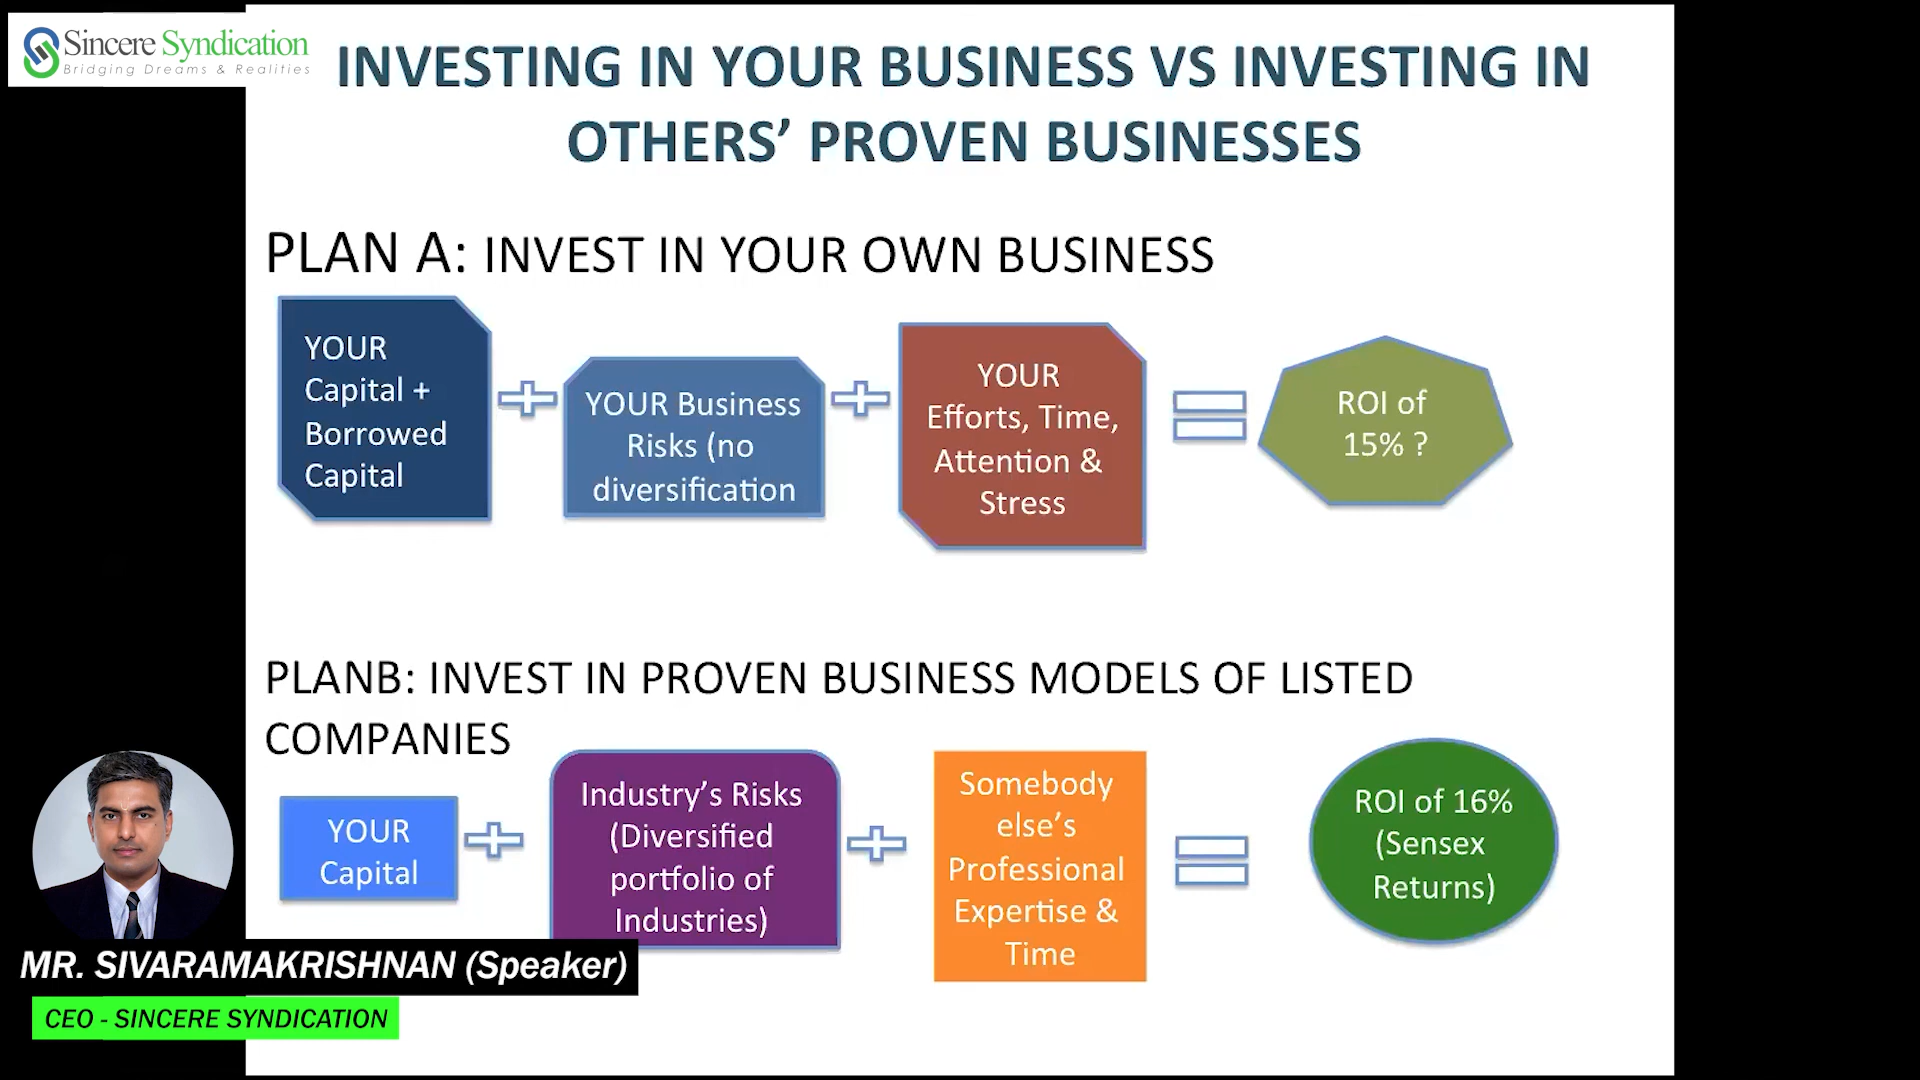 Sincere Syndication
Bridging Dreams & Realities
INVESTING IN YOUR BUSINESS VS INVESTING IN
OTHERS’ PROVEN BUSINESSES
PLAN A: INVEST IN YOUR OWN BUSINESS
YOUR
Capital +
Borrowed
Capital
YOUR Business
Risks (no
diversification
YOUR
Efforts, Time,
Attention &
Stress
ROI of
15% ?
PLANB: INVEST IN PROVEN BUSINESS MODELS OF LISTED
COMPANIES
YOUR
Capital
Industry’s Risks
(Diversified
portfolio of
Industries)
Somebody
else’s
Professional
Expertise &
Time
ROI of 16%
(Sensex
Returns)
MR. SIVARAMAKRISHNAN (Speaker)
CEO - SINCERE SYNDICATION